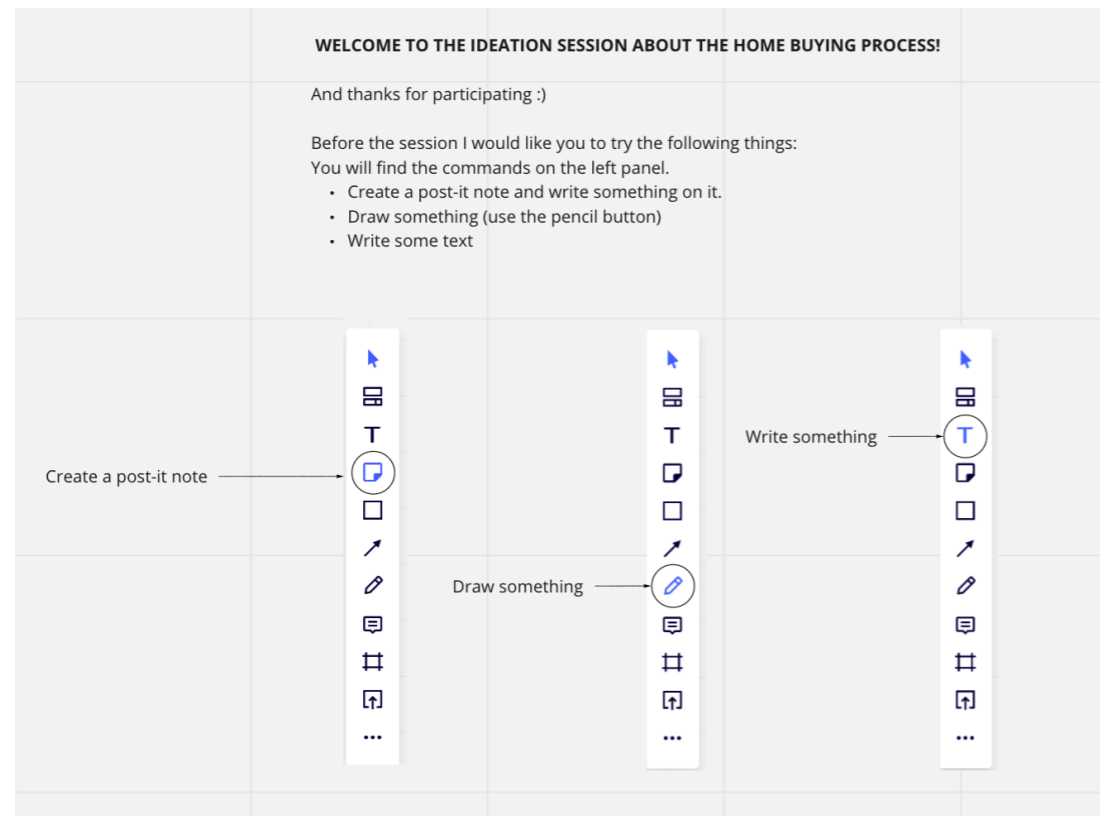 WELCOME TO THE IDEATION SESSION ABOUT THE HOME BUYING PROCESS!
And thanks for participating :)
Before the session I would like you to try the following things:
You will find the commands on the left panel.
• Create a post-it note and write something on it.
• Draw something (use the pencil button)
• Write some text
Create a post-it note
Draw something
Write something